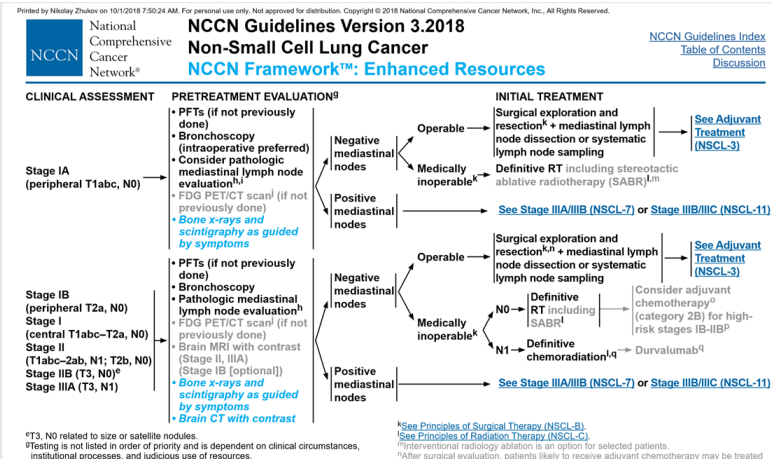 Printed by Nikolay Zhukov on 10/1/2018 7:50:24 AM. For personal use only. Not approved for distribution. Copyright © 2018 National Comprehensive Cancer Network, Inc., All Rights Reserved.
NCCN
National
Comprehensive
Cancer
Network®
NCCN Guidelines Version 3.2018
Non-Small Cell Lung Cancer
NCCN Framework™: Enhanced Resources
NCCN Guidelines Index
Table of Contents
Discussion
CLINICAL ASSESSMENT
PRETREATMENT EVALUATIONg
INITIAL TREATMENT
Stage IA
(peripheral T1abc, N0)
• PFTs (if not previously
done)
• Bronchoscopy
(intraoperative preferred)
• Consider pathologic
mediastinal lymph node
evaluationh,i
• FDG PET/CT scanj (if not
previously done)
• Bone x-rays and
scintigraphy as guided
by symptoms
Negative
mediastinal
nodes
Operable
Surgical exploration and
resectionk + mediastinal lymph
node dissection or systematic
lymph node sampling
See Adjuvant
Treatment
(NSCL-3)
Medically
inoperablek
Definitive RT including stereotactic
ablative radiotherapy (SABR)l,m
Positive
mediastinal
nodes
See Stage IIIA/IIIB (NSCL-7) or Stage IIIB/IIIC (NSCL-11)
Stage IB
(peripheral T2a, N0)
Stage I
(central T1abc–T2a, N0)
Stage II
(T1abc–2ab, N1; T2b, N0)
Stage IIB (T3, N0)e
Stage IIIA (T3, N1)
• PFTs (if not previously
done)
• Bronchoscopy
• Pathologic mediastinal
lymph node evaluationh
• FDG PET/CT scanj (if not
previously done)
• Brain MRI with contrast
(Stage II, IIIA)
(Stage IB [optional])
• Bone x-rays and
scintigraphy as guided
by symptoms
• Brain CT with contrast
Negative
mediastinal
nodes
Operable
Surgical exploration and
resectionk,n + mediastinal lymph
node dissection or systematic
lymph node sampling
See Adjuvant
Treatment
(NSCL-3)
Medically
inoperablek
N0
Definitive
RT including
SABRl
Consider adjuvant
chemotherapyo
(category 2B) for high-
risk stages IB-IIBp
N1
Definitive
chemoradiationl,q
Durvalumabq
Positive
mediastinal
nodes
See Stage IIIA/IIIB (NSCL-7) or Stage IIIB/IIIC (NSCL-11)
eT3, N0 related to size or satellite nodules.
gTesting is not listed in order of priority and is dependent on clinical circumstances,
institutional processes, and judicious use of resources.
kSee Principles of Surgical Therapy (NSCL-B).
lSee Principles of Radiation Therapy (NSCL-C).
mInterventional radiology ablation is an option for selected patients.
nAfter surgical evaluation, patients likely to receive adjuvant chemotherapy may be treated